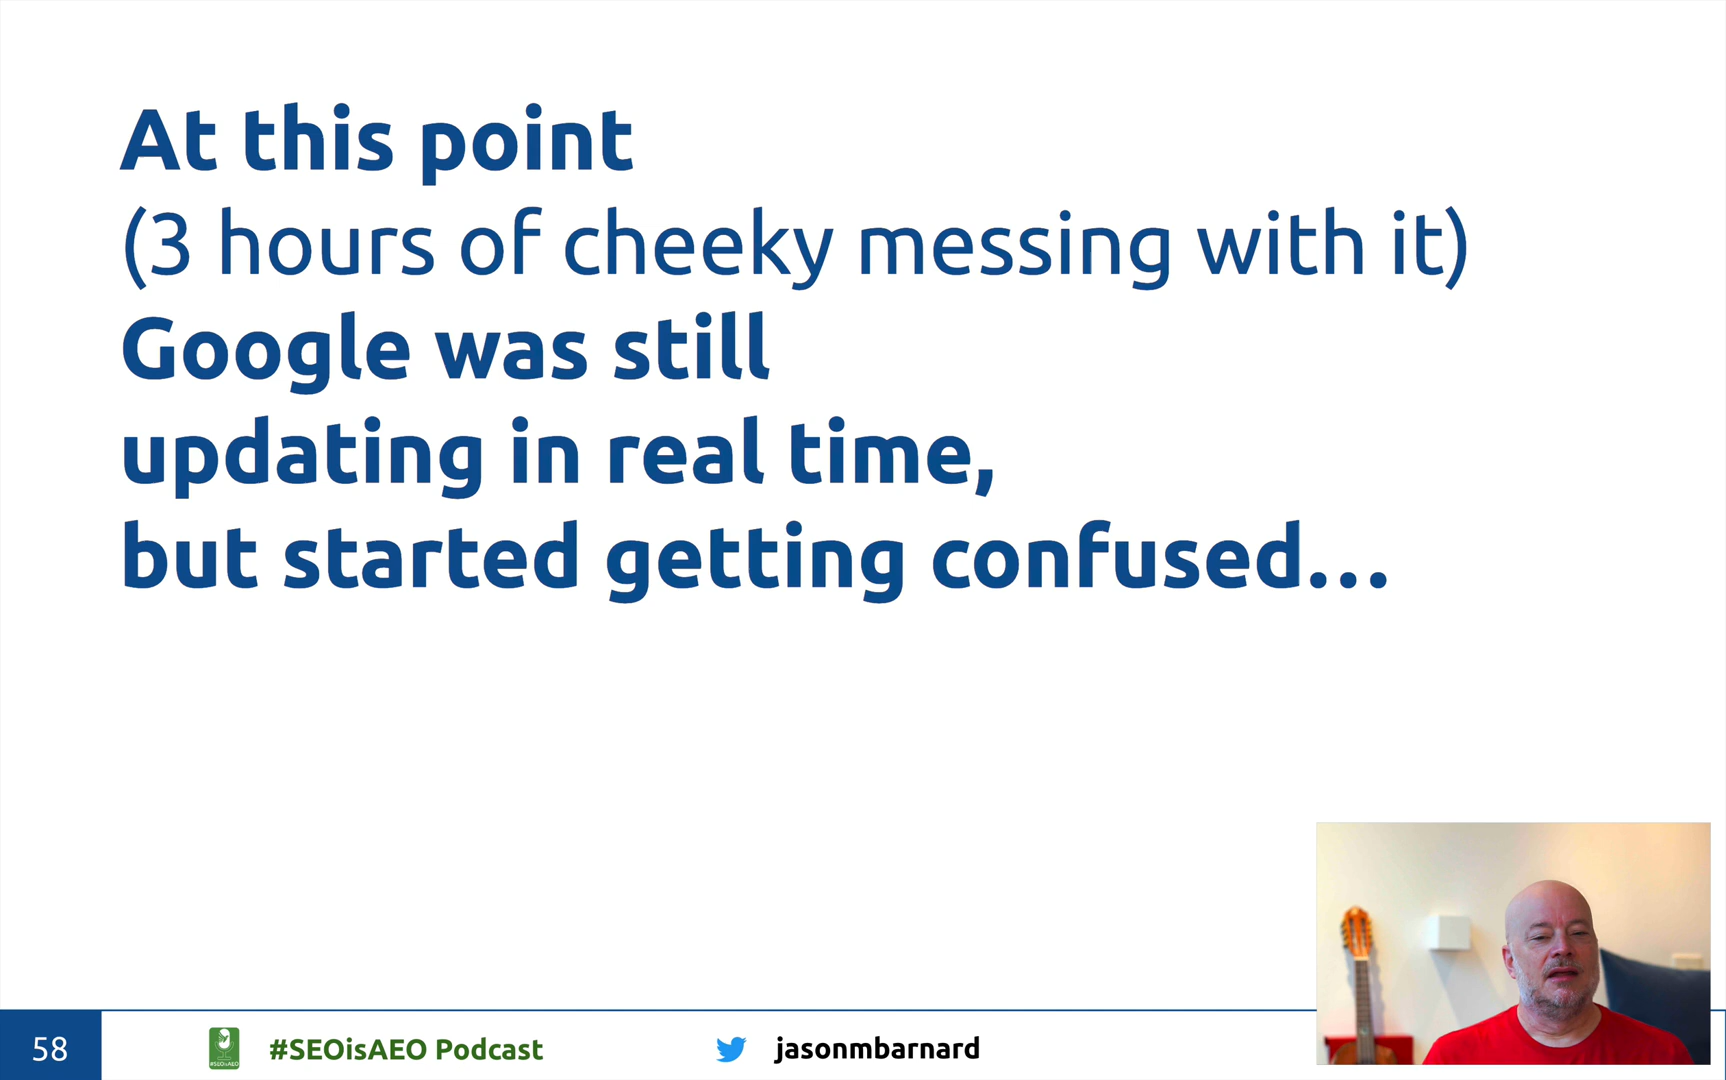 At this point
(3 hours of cheeky messing with it)
Google was still
updating in real time,
but started getting confused...
58
#SEOisAEO
#SEOisAEO Podcast
jasonmbarnard